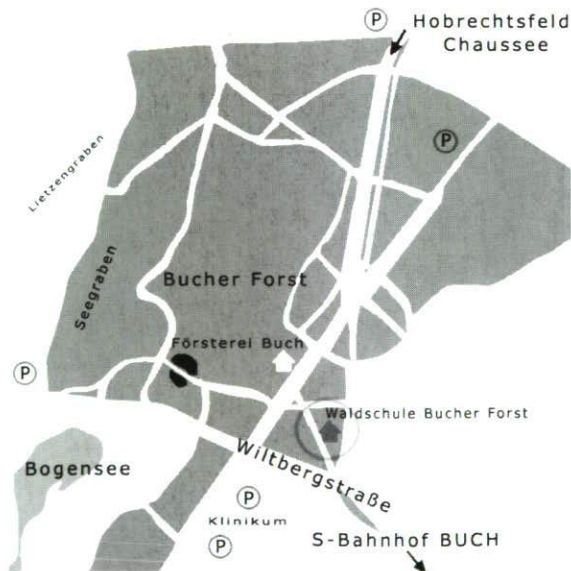 P
Hobrechtsfeld
Chaussee
P
Lietzengraben
Seegraben
Bucher Forst
Försterei Buch
P
Waldschule Bucher Forst
Bogensee
Wiltbergstraße
P
Klinikum
P
S-Bahnhof BUCH